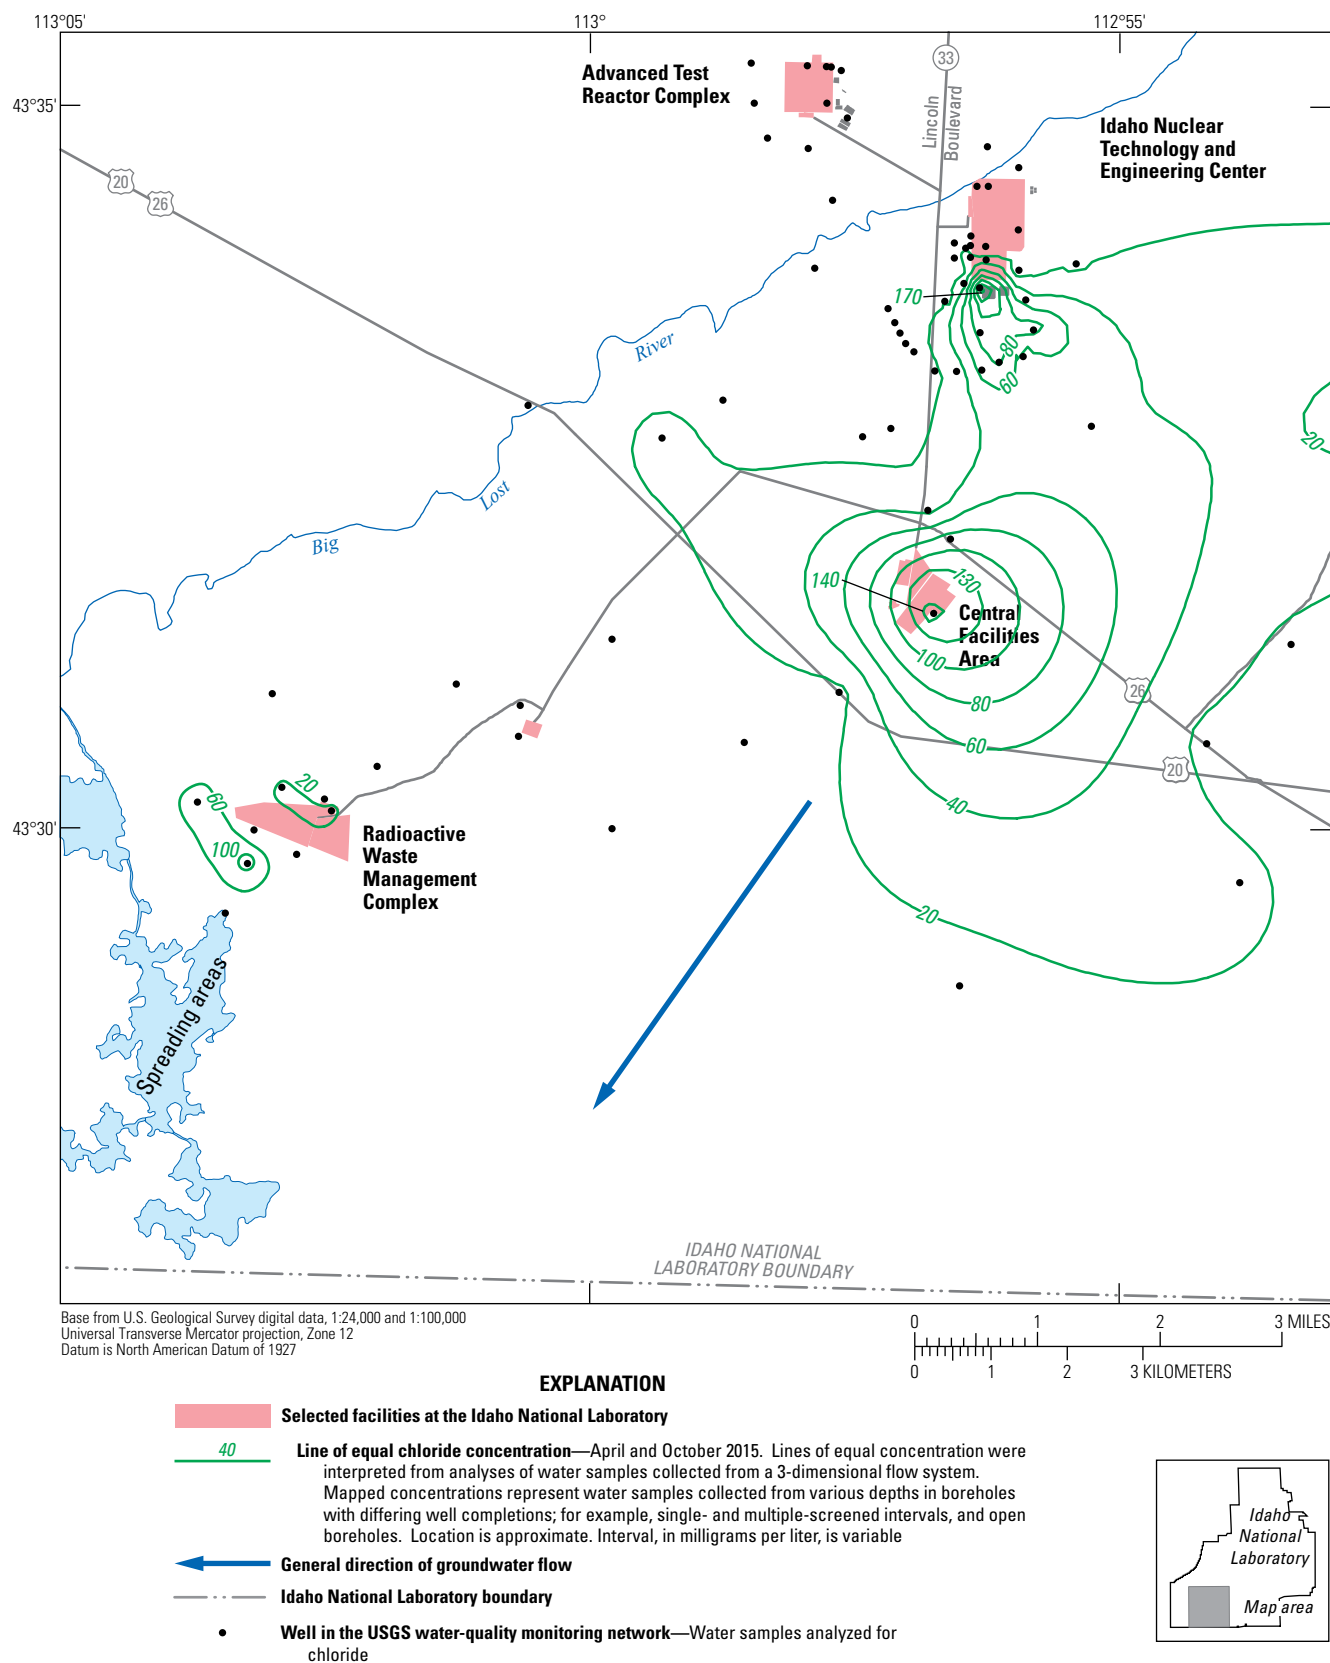 113°05'
113°
112°55'
43°35'
43°30'
Advanced Test
Reactor Complex
33
Lincoln
Boulevard
Idaho Nuclear
Technology and
Engineering Center
20
26
170
80
60
20
River
Lost
Big
140
130
Central
Facilities
Area
100
80
60
40
20
26
20
60
20
100
Radioactive
Waste
Management
Complex
Spreading areas
IDAHO NATIONAL
LABORATORY BOUNDARY
Base from U.S. Geological Survey digital data, 1:24,000 and 1:100,000
Universal Transverse Mercator projection, Zone 12
Datum is North American Datum of 1927
0 1 2 3 MILES
0 1 2 3 KILOMETERS
EXPLANATION
Selected facilities at the Idaho National Laboratory
40
Line of equal chloride concentration—April and October 2015. Lines of equal concentration were
interpreted from analyses of water samples collected from a 3-dimensional flow system.
Mapped concentrations represent water samples collected from various depths in boreholes
with differing well completions; for example, single- and multiple-screened intervals, and open
boreholes. Location is approximate. Interval, in milligrams per liter, is variable
General direction of groundwater flow
Idaho National Laboratory boundary
Well in the USGS water-quality monitoring network—Water samples analyzed for
chloride
Idaho
National
Laboratory
Map area